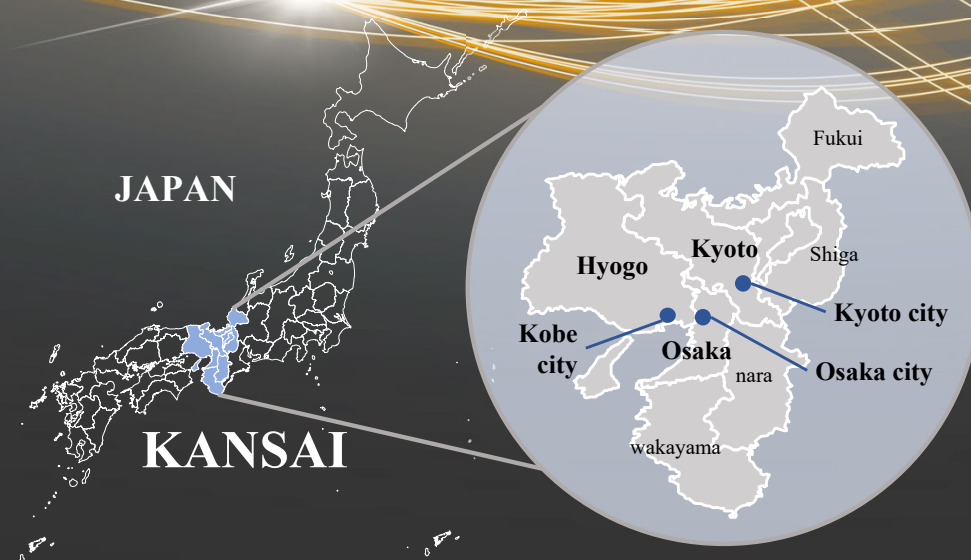 JAPAN
KANSAI
Fukui
Kyoto
Shiga
Hyogo
Kyoto city
Kobe
city
Osaka
Osaka city
nara
wakayama